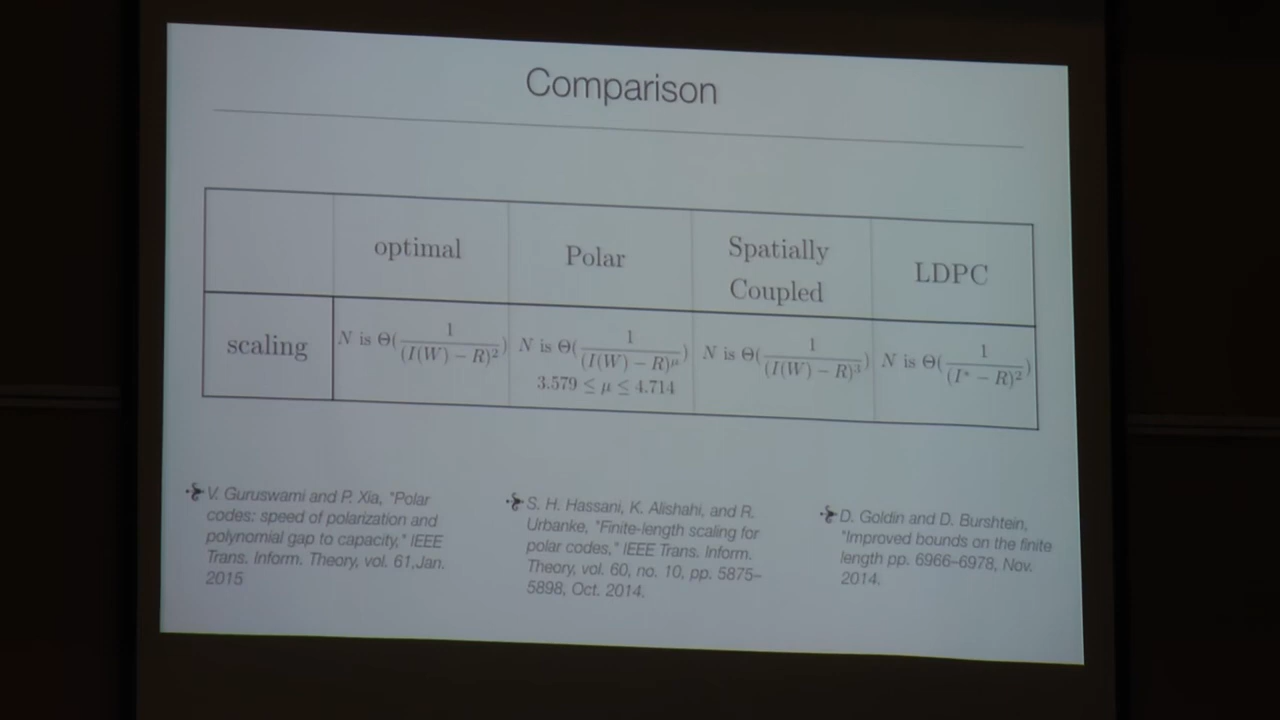 Comparison
optimal
Polar
Spatially
Coupled
LDPC
scaling
N is Θ(1/(I(W) − R)²)
N is Θ(1/(I(W) − R)^μ)
3.579 ≤ μ ≤ 4.714
N is Θ(1/(I(W) − R)³)
N is Θ(1/(I* − R)²)
V. Guruswami and P. Xia, "Polar
codes: speed of polarization and
polynomial gap to capacity," IEEE
Trans. Inform. Theory, vol. 61,Jan.
2015
S. H. Hassani, K. Alishahi, and R.
Urbanke, "Finite-length scaling for
polar codes," IEEE Trans. Inform.
Theory, vol. 60, no. 10, pp. 5875–
5898, Oct. 2014.
D. Goldin and D. Burshtein,
"Improved bounds on the finite
length pp. 6966–6978, Nov.
2014.